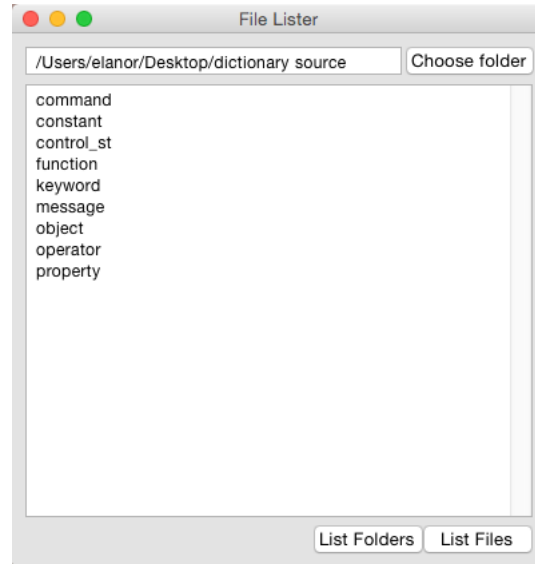 File Lister
/Users/elanor/Desktop/dictionary source Choose folder
command
constant
control_st
function
keyword
message
object
operator
property
List Folders List Files